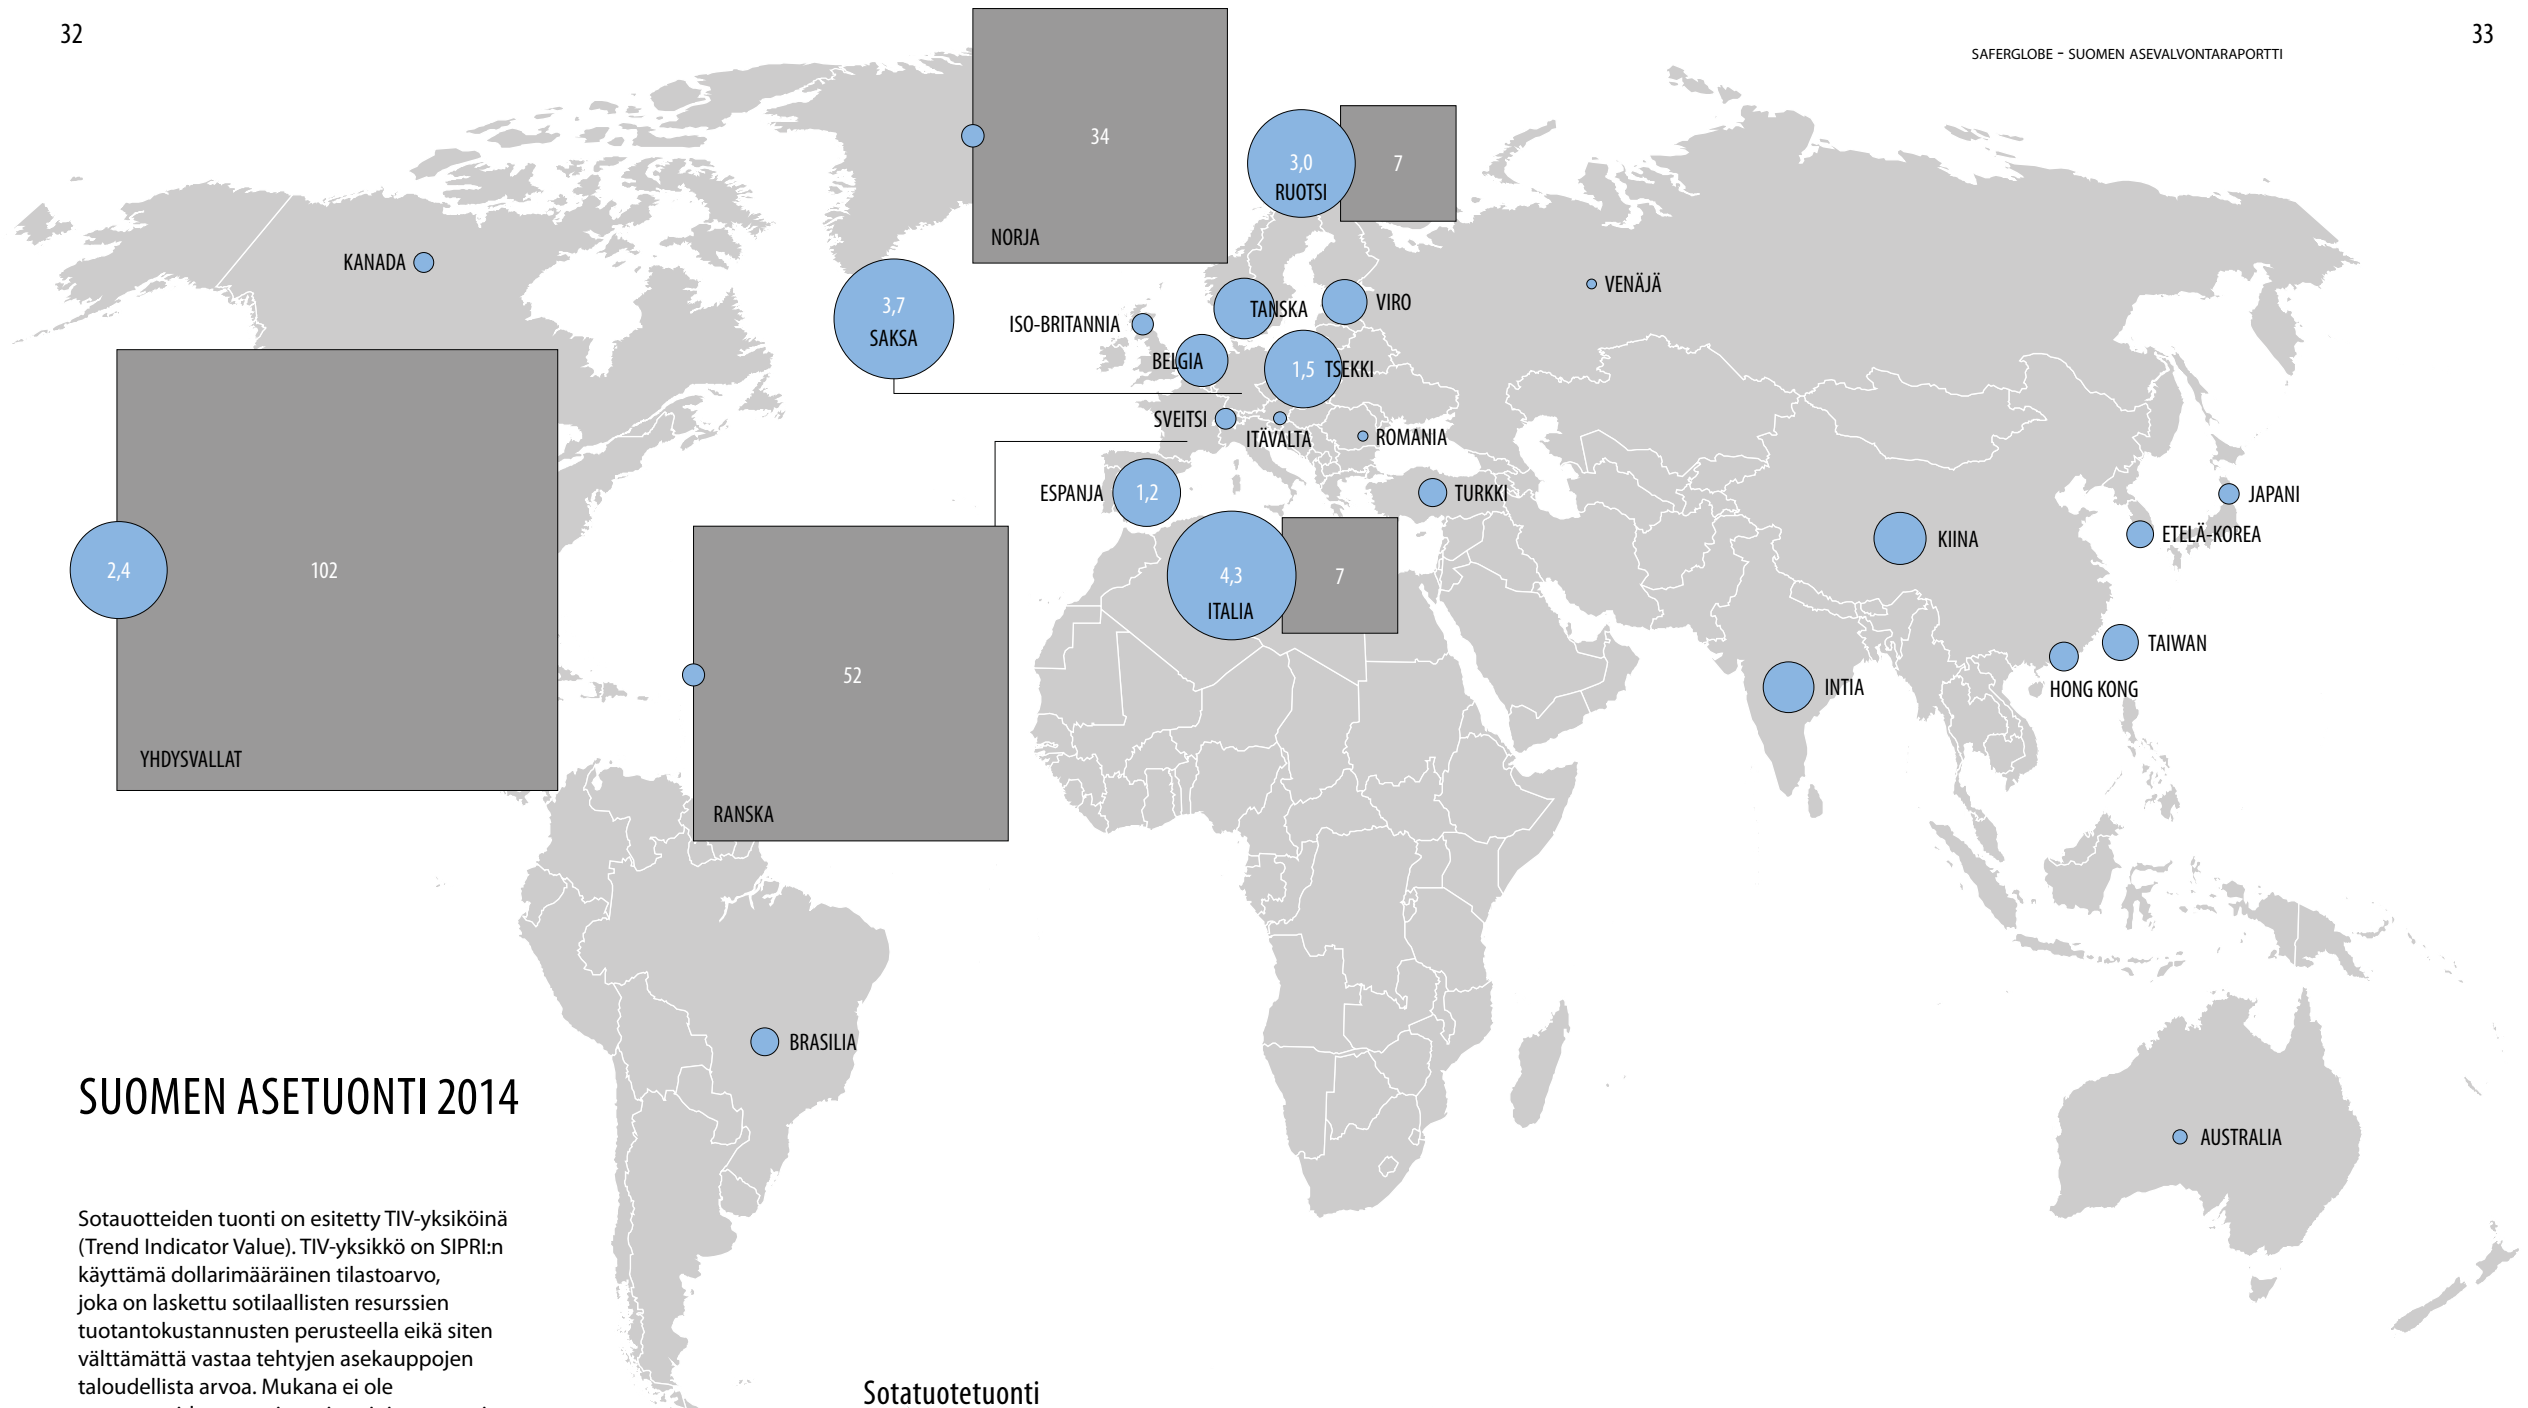 32
SAFERGLOBE – SUOMEN ASEVALVONTARAPORTTI
33
34
NORJA
3,0
RUOTSI
7
KANADA
3,7
SAKSA
ISO-BRITANNIA
TANSKA
VIRO
VENÄJÄ
BELGIA
1,5 TSEKKI
SVEITSI
ITÄVALTA
ROMANIA
ESPANJA 1,2
TURKKI
JAPANI
ETELÄ-KOREA
KIINA
2,4
102
YHDYSVALLAT
4,3
ITALIA
7
52
RANSKA
TAIWAN
HONG KONG
INTIA
BRASILIA
AUSTRALIA
SUOMEN ASETUONTI 2014
Sotauotteiden tuonti on esitetty TIV-yksiköinä
(Trend Indicator Value). TIV-yksikkö on SIPRI:n
käyttämä dollarimääräinen tilastoarvo,
joka on laskettu sotilaallisten resurssien
tuotantokustannusten perusteella eikä siten
välttämättä vastaa tehtyjen asekauppojen
taloudellista arvoa. Mukana ei ole
Sotatuotetuonti